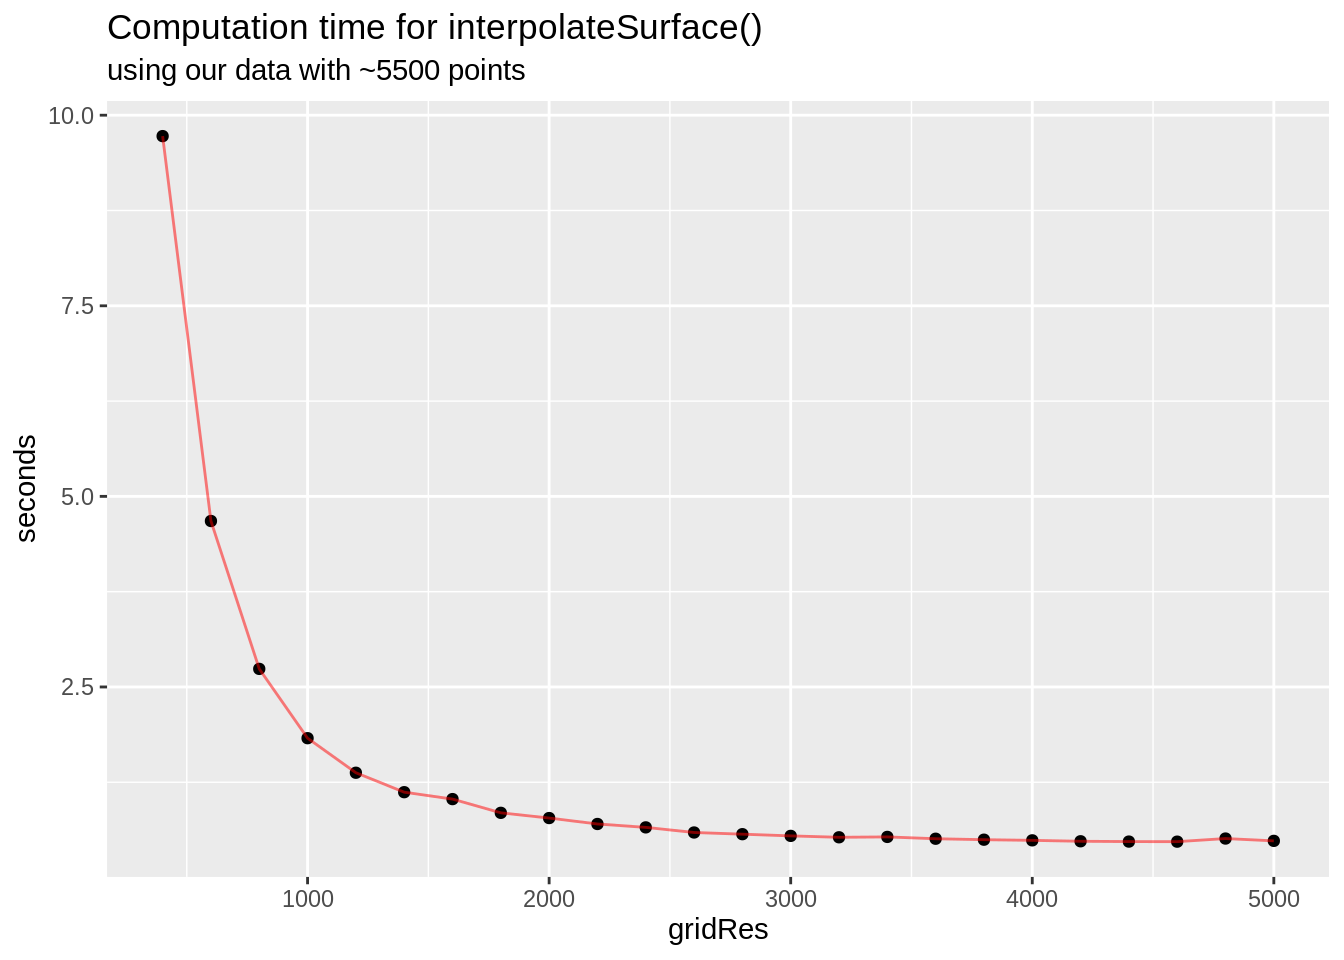 Computation time for interpolateSurface()
using our data with ~5500 points
10.0
7.5
5.0
2.5
seconds
1000 2000 3000 4000 5000
gridRes